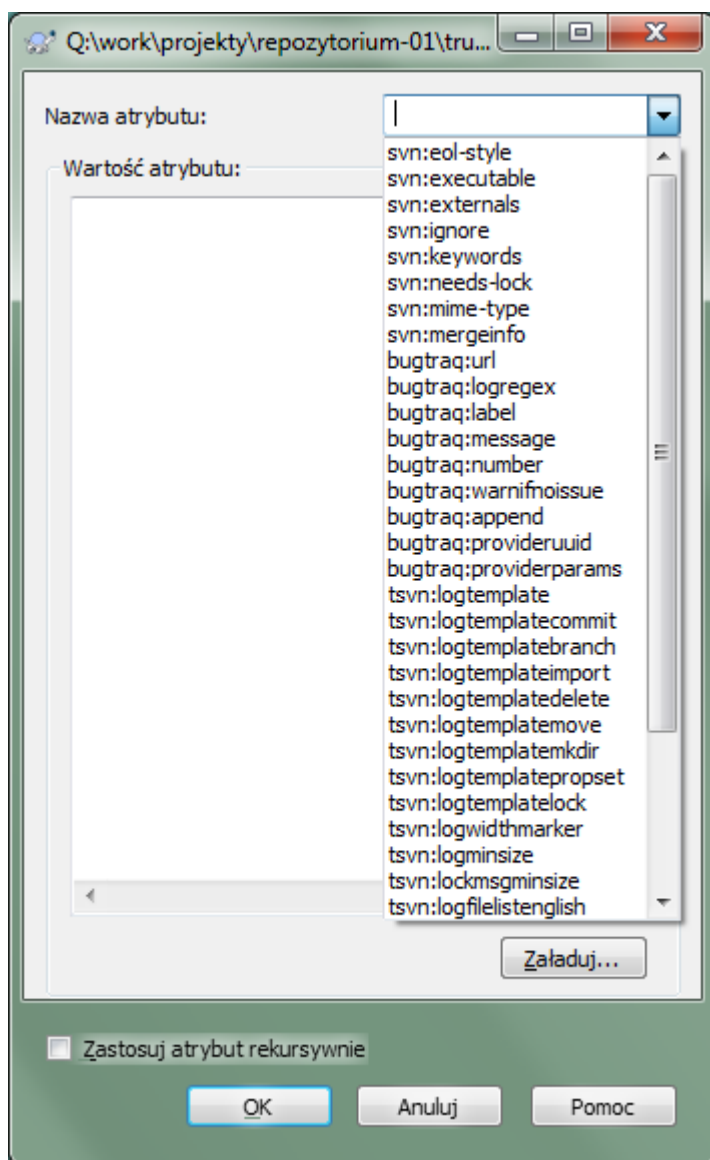 Q:\work\projekty\repozytorium-01\tru...
Nazwa atrybutu:
Wartość atrybutu:
svn:eol-style
svn:executable
svn:externals
svn:ignore
svn:keywords
svn:needs-lock
svn:mime-type
svn:mergeinfo
bugtraq:url
bugtraq:logregex
bugtraq:label
bugtraq:message
bugtraq:number
bugtraq:warnifnoissue
bugtraq:append
bugtraq:provideruuid
bugtraq:providerparams
tsvn:logtemplate
tsvn:logtemplatecommit
tsvn:logtemplatebranch
tsvn:logtemplateimport
tsvn:logtemplatedelete
tsvn:logtemplatemove
tsvn:logtemplatemkdir
tsvn:logtemplatepropset
tsvn:logtemplatelock
tsvn:logwidthmarker
tsvn:logminsize
tsvn:lockmsgminsize
tsvn:logfilelistenglish
Załaduj...
Zastosuj atrybut rekursywnie
OK Anuluj Pomoc